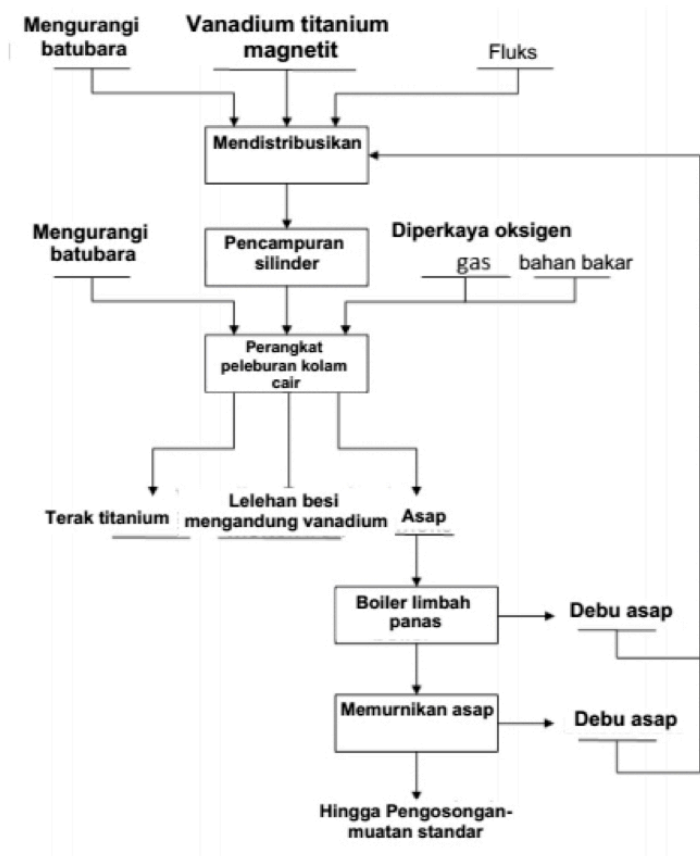 Mengurangi
batubara
Vanadium titanium
magnetit
Fluks
Mendistribusikan
Mengurangi
batubara
Pencampuran
silinder
Diperkaya oksigen
gas
bahan bakar
Perangkat
peleburan kolam
cair
Terak titanium
Lelehan besi
mengandung vanadium
Asap
Boiler limbah
panas
Debu asap
Memurnikan asap
Debu asap
Hingga Pengosongan-
muatan standar